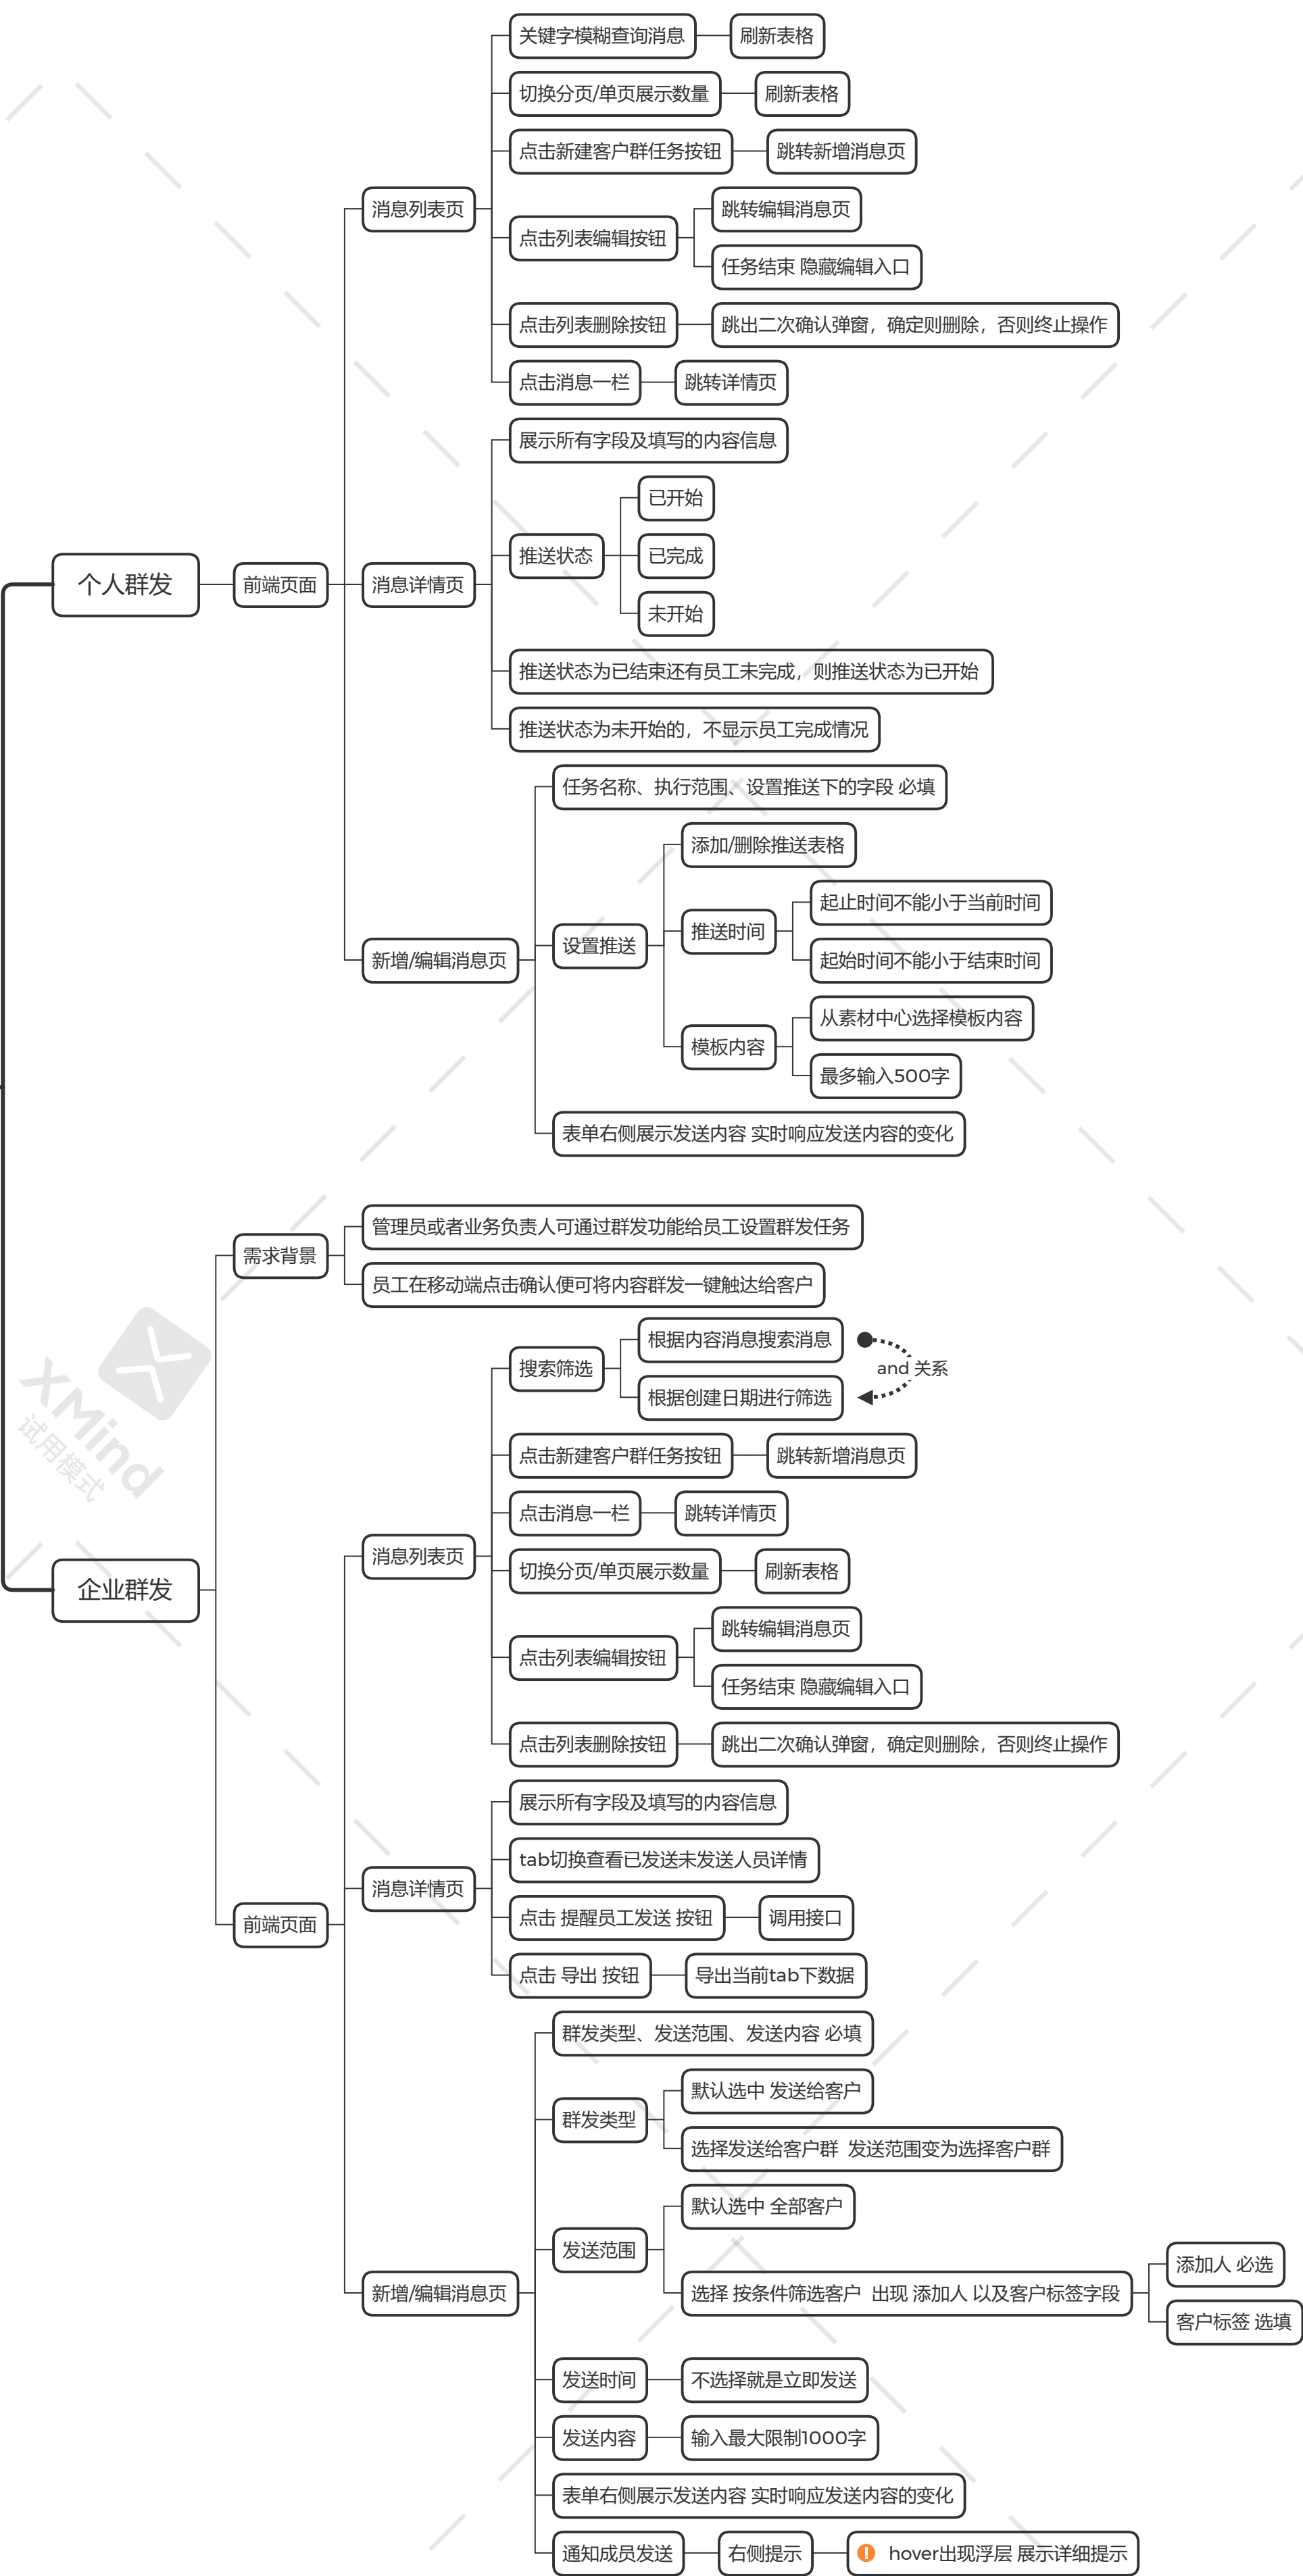 个人群发
前端页面
消息列表页
关键字模糊查询消息
刷新表格
切换分页/单页展示数量
刷新表格
点击新建客户群任务按钮
跳转新增消息页
点击列表编辑按钮
跳转编辑消息页
任务结束 隐藏编辑入口
点击列表删除按钮
跳出二次确认弹窗，确定则删除，否则终止操作
点击消息一栏
跳转详情页
消息详情页
展示所有字段及填写的内容信息
推送状态
已开始
已完成
未开始
推送状态为已结束还有员工未完成，则推送状态为已开始
推送状态为未开始的，不显示员工完成情况
新增/编辑消息页
任务名称、执行范围、设置推送下的字段 必填
设置推送
添加/删除推送表格
推送时间
起止时间不能小于当前时间
起始时间不能小于结束时间
模板内容
从素材中心选择模板内容
最多输入500字
表单右侧展示发送内容 实时响应发送内容的变化
企业群发
需求背景
管理员或者业务负责人可通过群发功能给员工设置群发任务
员工在移动端点击确认便可将内容群发一键触达给客户
前端页面
消息列表页
搜索筛选
根据内容消息搜索消息
and 关系
根据创建日期进行筛选
点击新建客户群任务按钮
跳转新增消息页
点击消息一栏
跳转详情页
切换分页/单页展示数量
刷新表格
点击列表编辑按钮
跳转编辑消息页
任务结束 隐藏编辑入口
点击列表删除按钮
跳出二次确认弹窗，确定则删除，否则终止操作
消息详情页
展示所有字段及填写的内容信息
tab切换查看已发送未发送人员详情
点击 提醒员工发送 按钮
调用接口
点击 导出 按钮
导出当前tab下数据
新增/编辑消息页
群发类型、发送范围、发送内容 必填
群发类型
默认选中 发送给客户
选择发送给客户群 发送范围变为选择客户群
发送范围
默认选中 全部客户
选择 按条件筛选客户 出现 添加人 以及客户标签字段
添加人 必选
客户标签 选填
发送时间
不选择就是立即发送
发送内容
输入最大限制1000字
表单右侧展示发送内容 实时响应发送内容的变化
通知成员发送
右侧提示
hover出现浮层 展示详细提示
XMind
试用模式